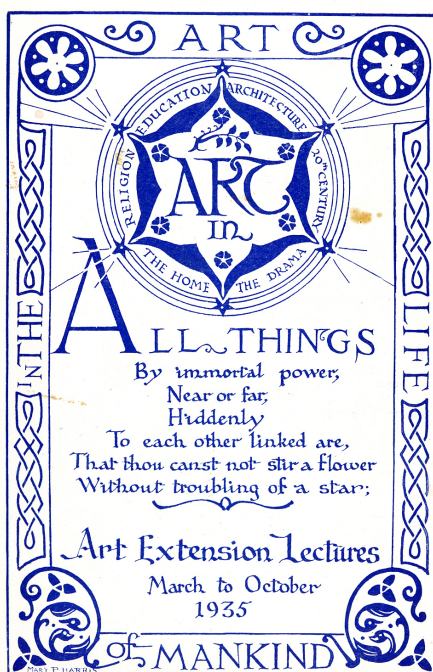 ART
IN THE
LIFE
of MANKIND
RELIGION
EDUCATION
ARCHITECTURE
20TH CENTURY
THE HOME
THE DRAMA
ART
IN
ALL THINGS
By immortal power,
Near or far,
Hiddenly
To each other linked are,
That thou canst not stir a flower
Without troubling of a star;
Art Extension Lectures
March to October
1935
MARY P. HARRIS